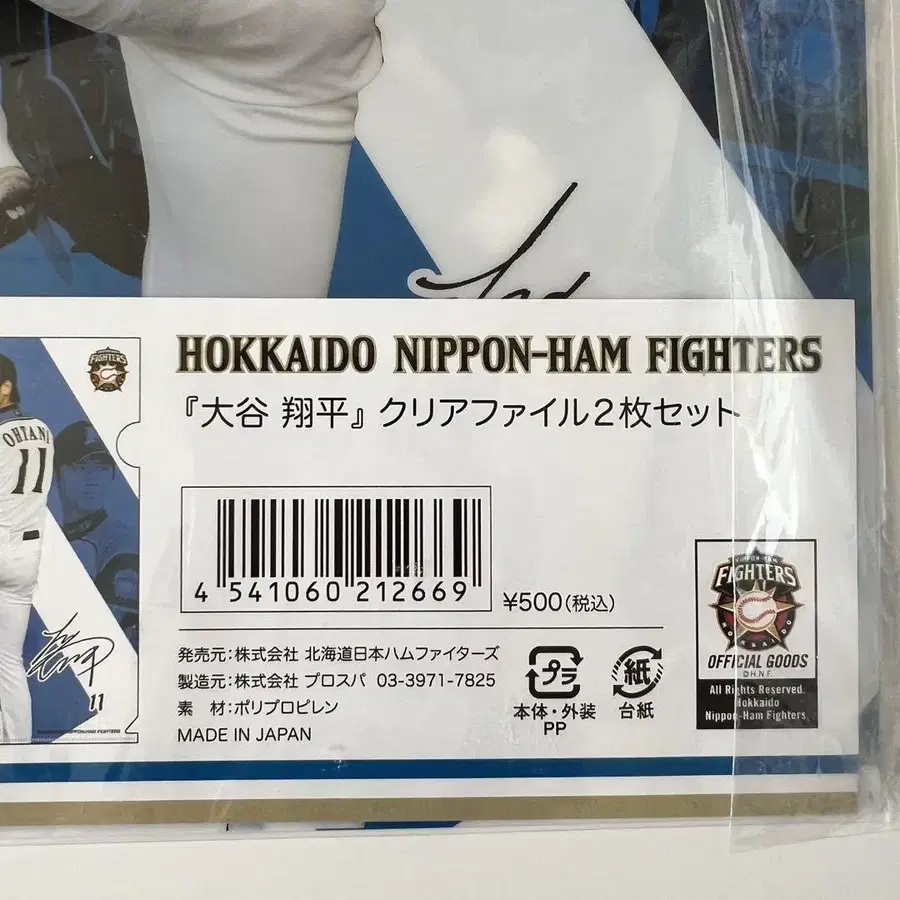 HOKKAIDO NIPPON-HAM FIGHTERS
『大谷 翔平』 クリアファイル2枚セット
FIGHTERS
OHTANI
11
11
4 541060 212669
¥500(税込)
発売元:株式会社 北海道日本ハムファイターズ
製造元:株式会社 プロスパ 03-3971-7825
素 材:ポリプロピレン
MADE IN JAPAN
プラ
本体・外装
PP
紙
台紙
NIPPON-HAM
FIGHTERS
HOKKAIDO
OFFICIAL GOODS
©H.N.F.
All Rights Reserved.
Hokkaido
Nippon-Ham Fighters